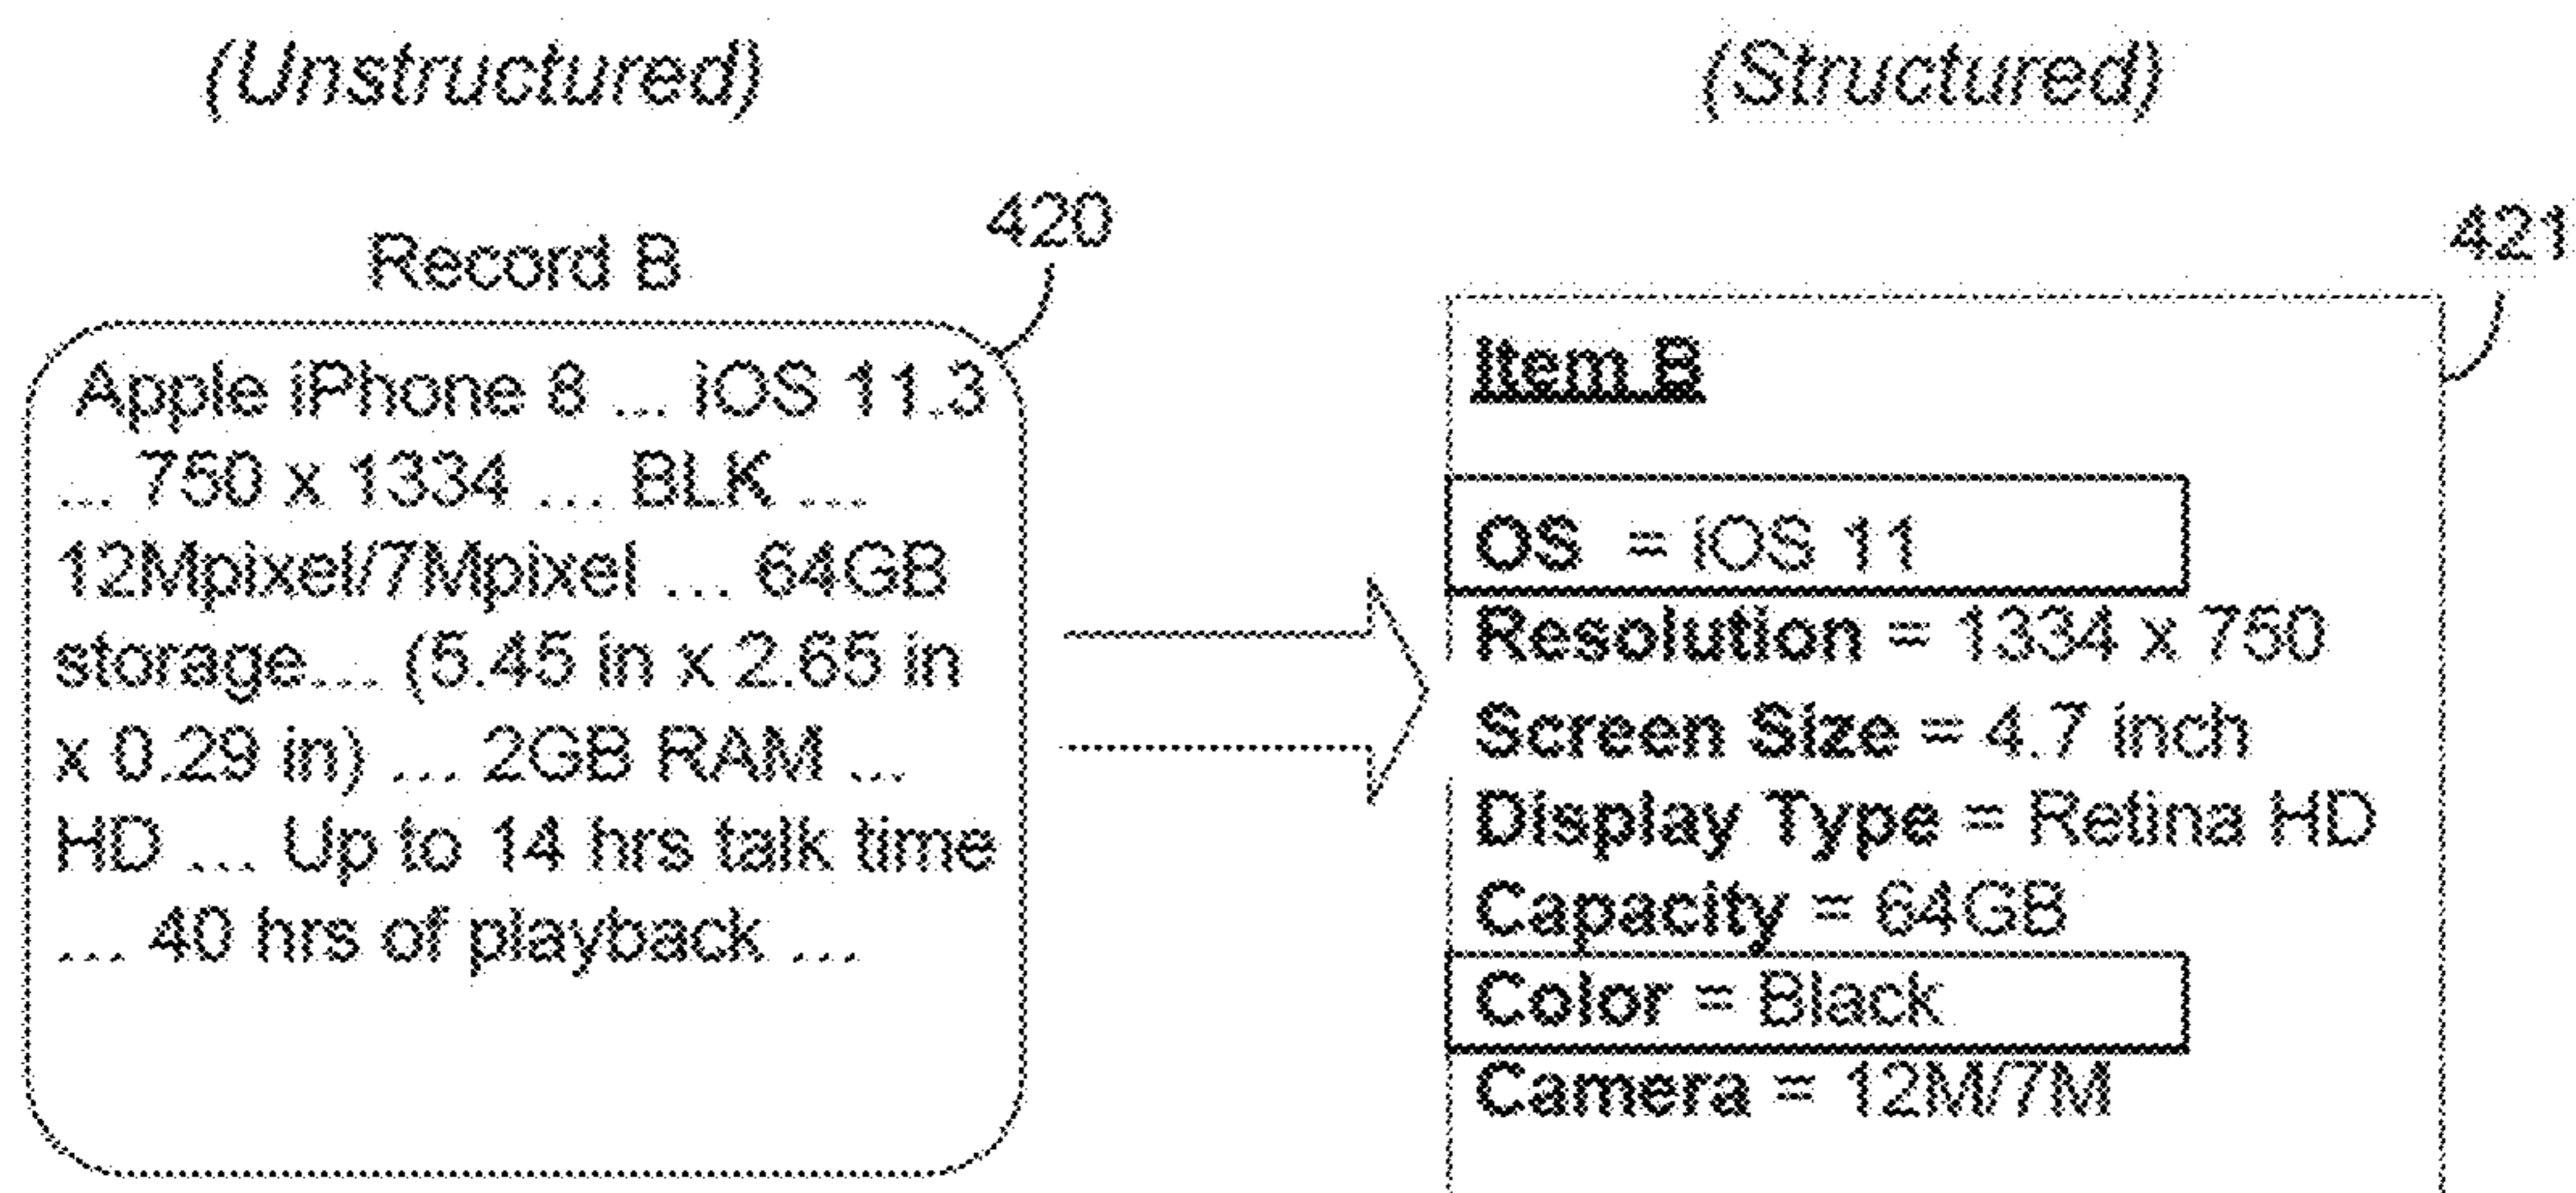 (Unstructured)
(Structured)
Record B
420
421
Apple iPhone 8 ... iOS 11.3
... 750 x 1334 ... BLK ...
12Mpixel/7Mpixel ... 64GB
storage... (5.45 in x 2.65 in
x 0.29 in) ... 2GB RAM ...
HD ... Up to 14 hrs talk time
... 40 hrs of playback ...
Item B
OS = iOS 11
Resolution = 1334 x 750
Screen Size = 4.7 inch
Display Type = Retina HD
Capacity = 64GB
Color = Black
Camera = 12M/7M